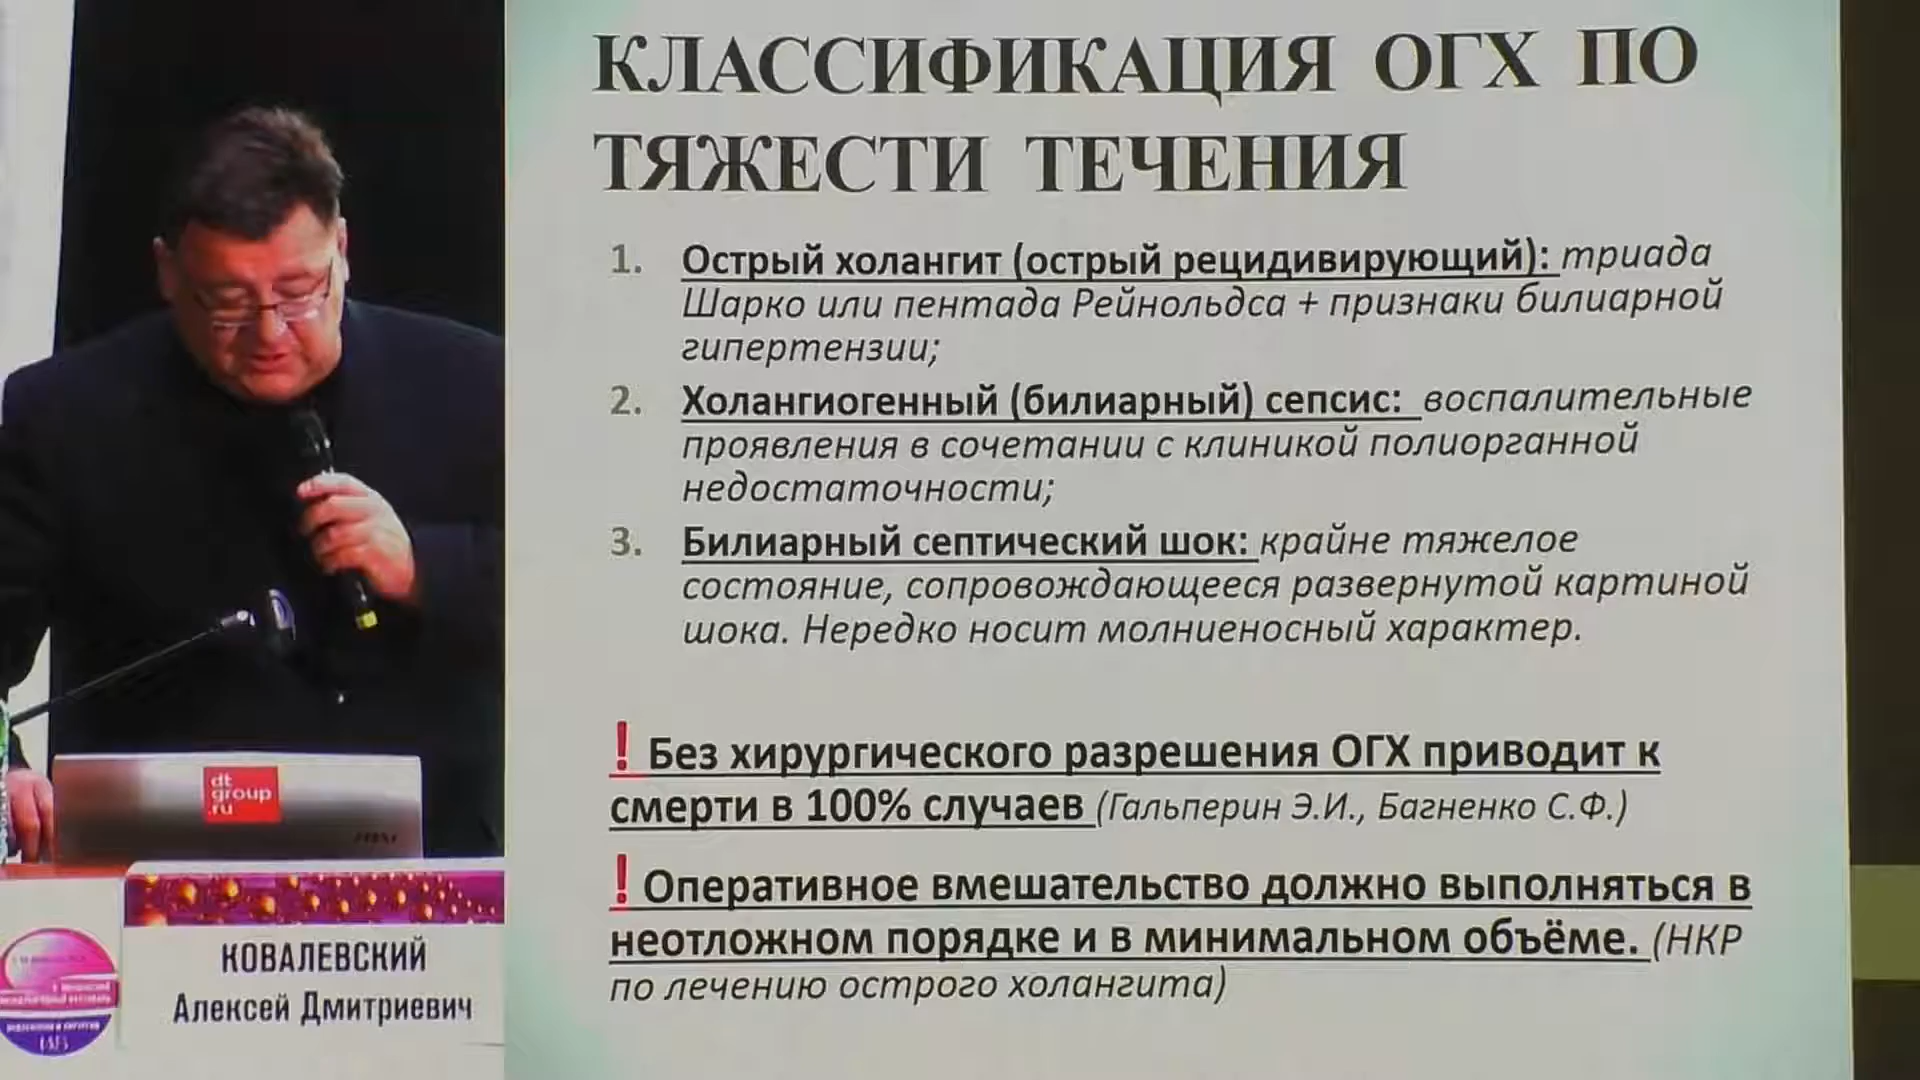 КЛАССИФИКАЦИЯ ОГХ ПО
ТЯЖЕСТИ ТЕЧЕНИЯ
1. Острый холангит (острый рецидивирующий): триада
Шарко или пентада Рейнольдса + признаки билиарной
гипертензии;
2. Холангиогенный (билиарный) сепсис: воспалительные
проявления в сочетании с клиникой полиорганной
недостаточности;
3. Билиарный септический шок: крайне тяжелое
состояние, сопровождающееся развернутой картиной
шока. Нередко носит молниеносный характер.
! Без хирургического разрешения ОГХ приводит к
смерти в 100% случаев (Гальперин Э.И., Багненко С.Ф.)
! Оперативное вмешательство должно выполняться в
неотложном порядке и в минимальном объёме. (НКР
по лечению острого холангита)
dt
group
.ru
КОВАЛЕВСКИЙ
Алексей Дмитриевич